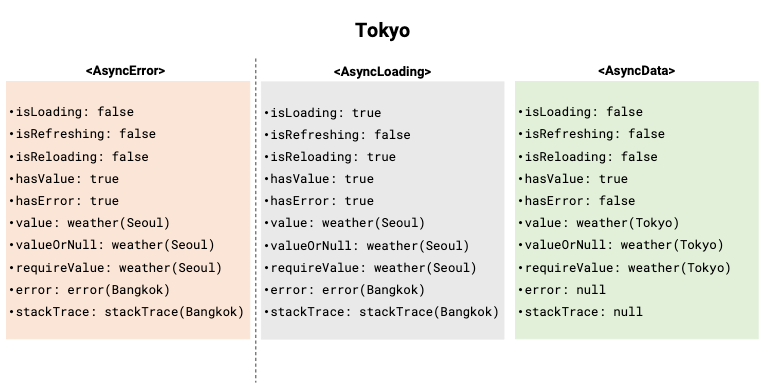 Tokyo
<AsyncError>
•isLoading: false
•isRefreshing: false
•isReloading: false
•hasValue: true
•hasError: true
•value: weather(Seoul)
•valueOrNull: weather(Seoul)
•requireValue: weather(Seoul)
•error: error(Bangkok)
•stackTrace: stackTrace(Bangkok)
<AsyncLoading>
•isLoading: true
•isRefreshing: false
•isReloading: true
•hasValue: true
•hasError: true
•value: weather(Seoul)
•valueOrNull: weather(Seoul)
•requireValue: weather(Seoul)
•error: error(Bangkok)
•stackTrace: stackTrace(Bangkok)
<AsyncData>
•isLoading: false
•isRefreshing: false
•isReloading: false
•hasValue: true
•hasError: false
•value: weather(Tokyo)
•valueOrNull: weather(Tokyo)
•requireValue: weather(Tokyo)
•error: null
•stackTrace: null